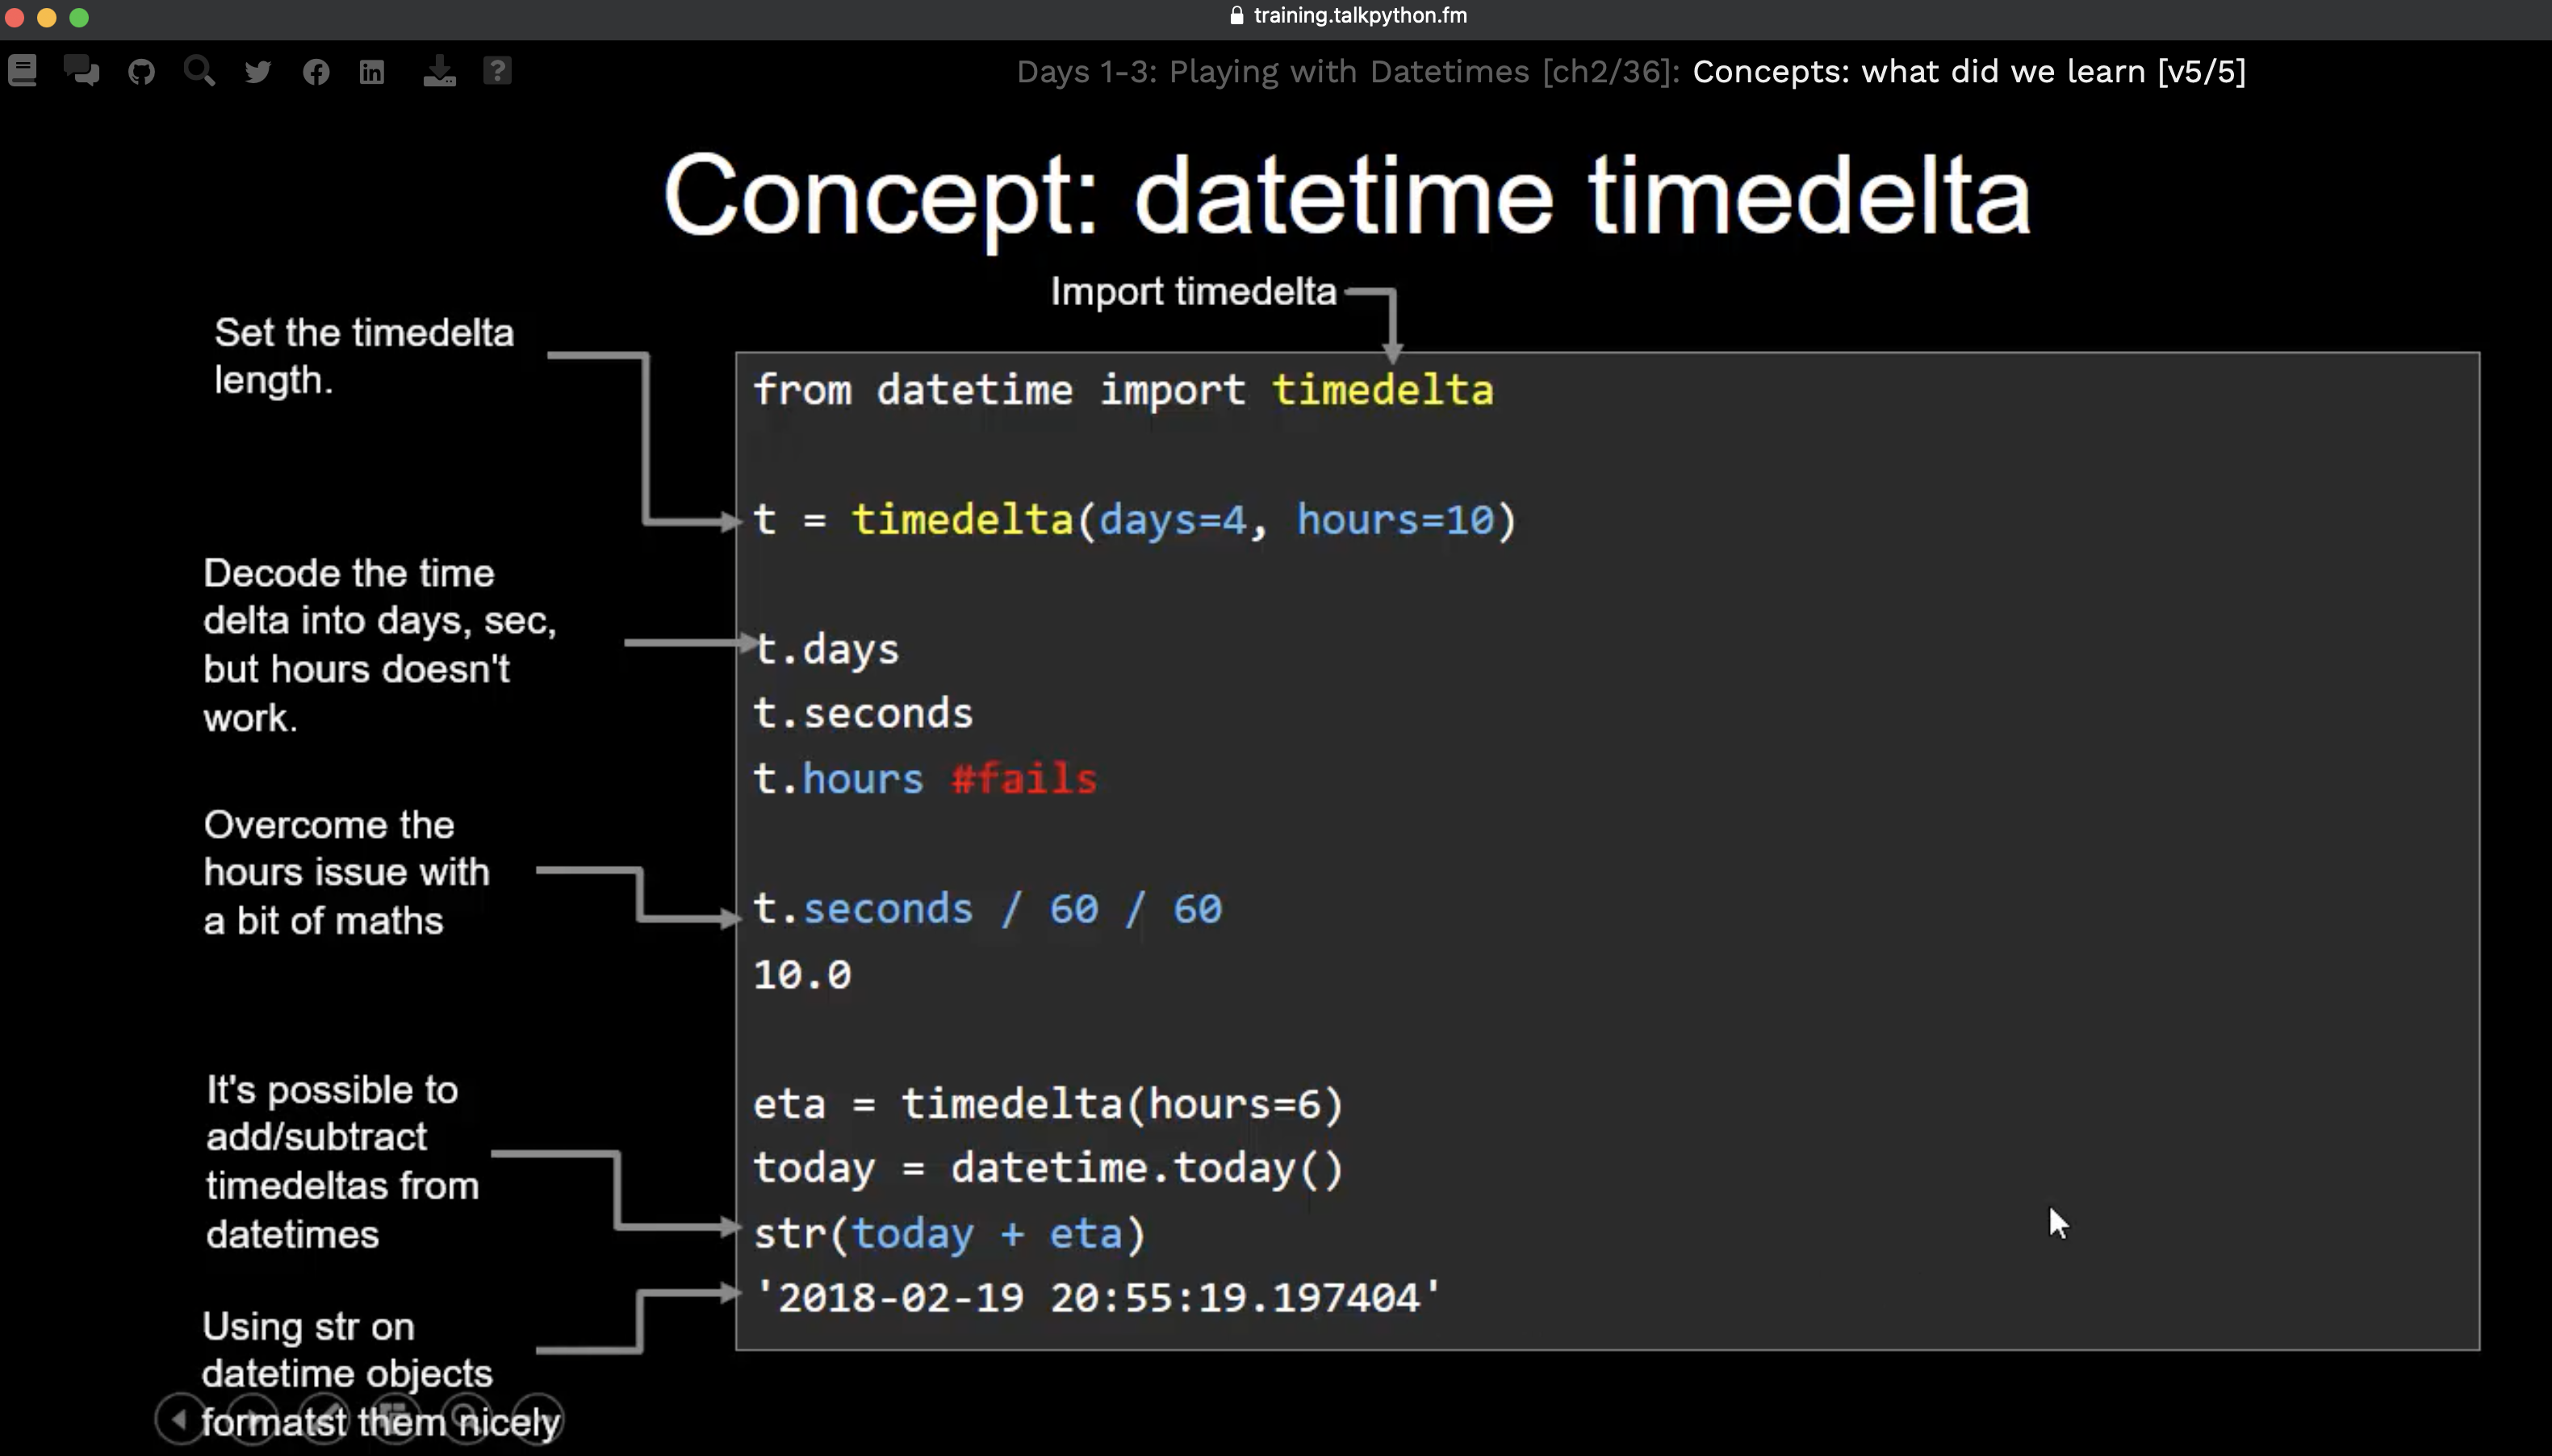 training.talkpython.fm
Days 1-3: Playing with Datetimes [ch2/36]: Concepts: what did we learn [v5/5]
Concept: datetime timedelta
Import timedelta
Set the timedelta
length.
from datetime import timedelta
t = timedelta(days=4, hours=10)
Decode the time
delta into days, sec,
but hours doesn't
work.
t.days
t.seconds
t.hours #fails
Overcome the
hours issue with
a bit of maths
t.seconds / 60 / 60
10.0
It's possible to
add/subtract
timedeltas from
datetimes
eta = timedelta(hours=6)
today = datetime.today()
str(today + eta)
'2018-02-19 20:55:19.197404'
Using str on
datetime objects
formatst them nicely